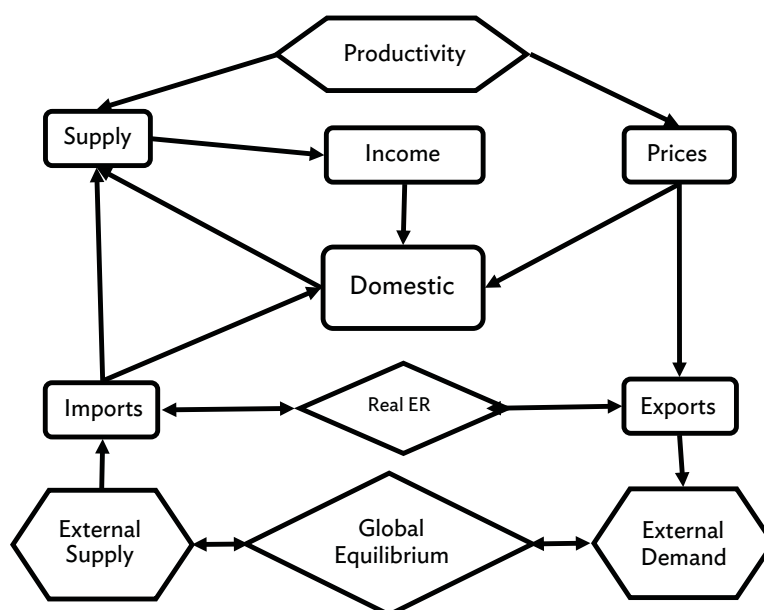 Productivity
Supply
Income
Prices
Domestic
Imports
Real ER
Exports
External
Supply
Global
Equilibrium
External
Demand